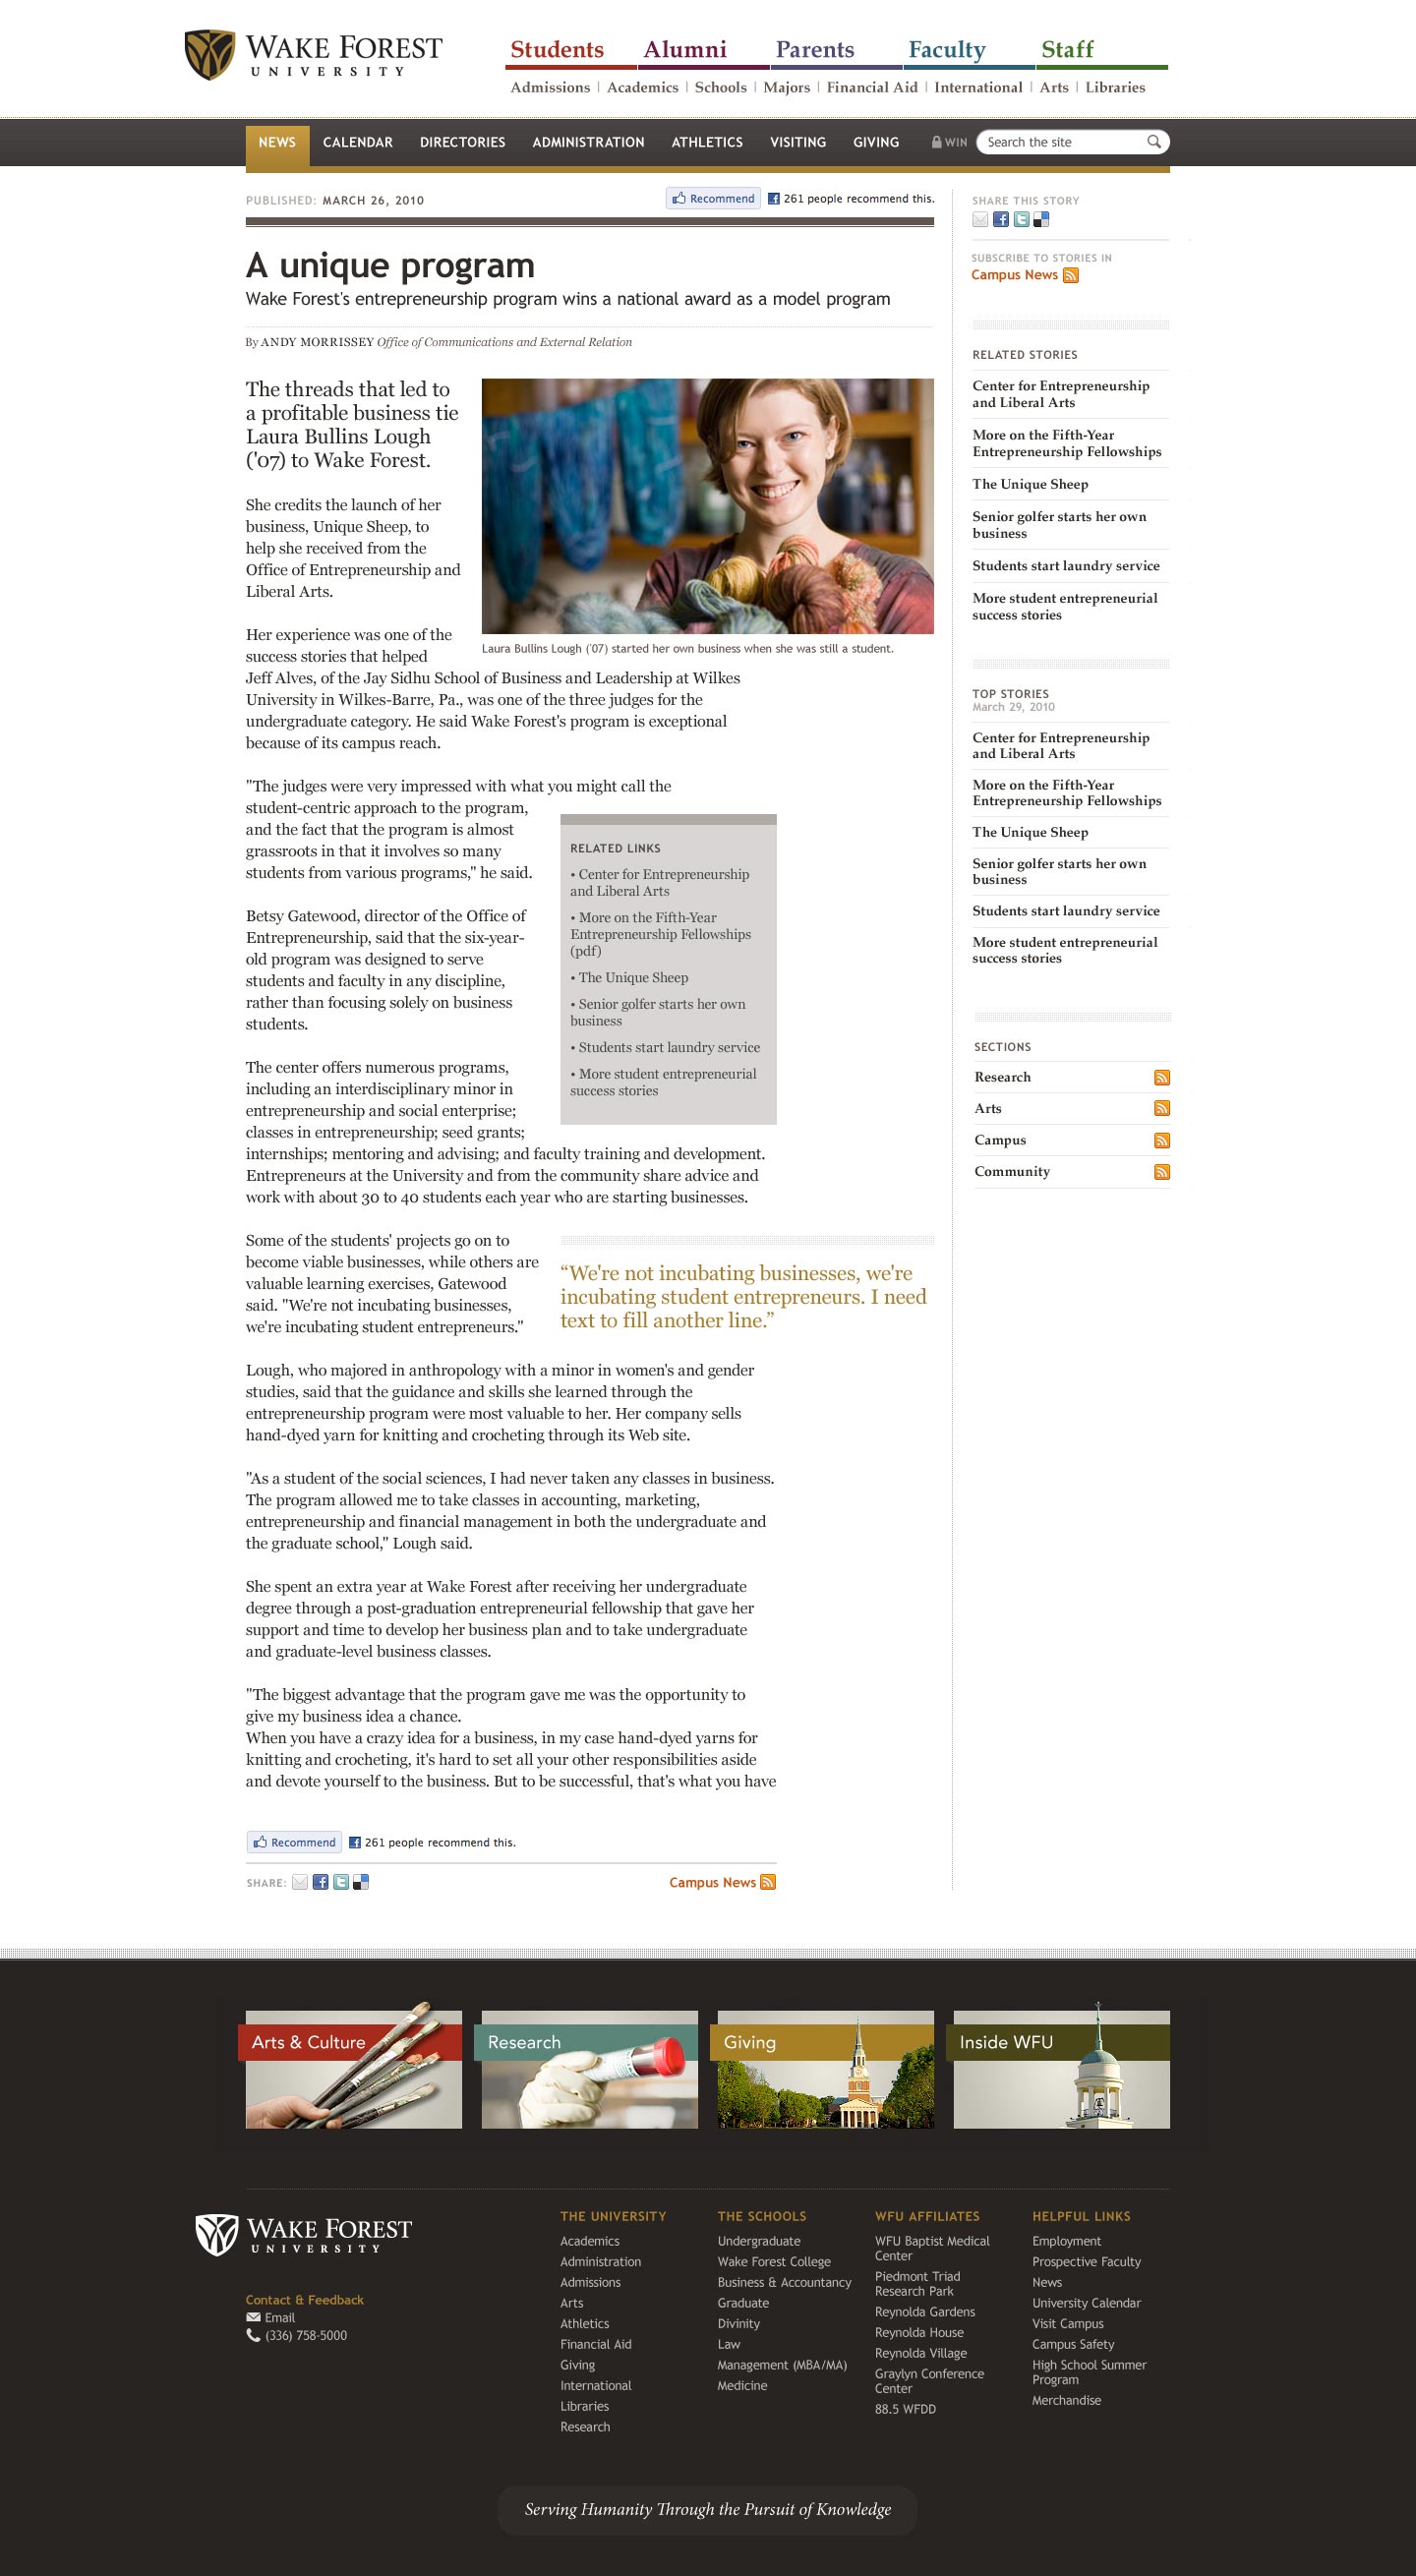 WAKE FOREST
UNIVERSITY
Students
Alumni
Parents
Faculty
Staff
Admissions | Academics | Schools | Majors | Financial Aid | International | Arts | Libraries
NEWS
CALENDAR
DIRECTORIES
ADMINISTRATION
ATHLETICS
VISITING
GIVING
WIN
Search the site
PUBLISHED: MARCH 26, 2010
Recommend
261 people recommend this.
A unique program
Wake Forest's entrepreneurship program wins a national award as a model program
By ANDY MORRISSEY Office of Communications and External Relation
The threads that led to
a profitable business tie
Laura Bullins Lough
('07) to Wake Forest.
She credits the launch of her
business, Unique Sheep, to
help she received from the
Office of Entrepreneurship and
Liberal Arts.
Laura Bullins Lough ('07) started her own business when she was still a student.
Her experience was one of the
success stories that helped
Jeff Alves, of the Jay Sidhu School of Business and Leadership at Wilkes
University in Wilkes-Barre, Pa., was one of the three judges for the
undergraduate category. He said Wake Forest's program is exceptional
because of its campus reach.
"The judges were very impressed with what you might call the
student-centric approach to the program,
and the fact that the program is almost
grassroots in that it involves so many
students from various programs," he said.
Betsy Gatewood, director of the Office of
Entrepreneurship, said that the six-year-
old program was designed to serve
students and faculty in any discipline,
rather than focusing solely on business
students.
The center offers numerous programs,
including an interdisciplinary minor in
entrepreneurship and social enterprise;
classes in entrepreneurship; seed grants;
internships; mentoring and advising; and faculty training and development.
Entrepreneurs at the University and from the community share advice and
work with about 30 to 40 students each year who are starting businesses.
RELATED LINKS
• Center for Entrepreneurship
and Liberal Arts
• More on the Fifth-Year
Entrepreneurship Fellowships
(pdf)
• The Unique Sheep
• Senior golfer starts her own
business
• Students start laundry service
• More student entrepreneurial
success stories
Some of the students' projects go on to
become viable businesses, while others are
valuable learning exercises, Gatewood
said. "We're not incubating businesses,
we're incubating student entrepreneurs."
“We're not incubating businesses, we're
incubating student entrepreneurs. I need
text to fill another line.”
Lough, who majored in anthropology with a minor in women's and gender
studies, said that the guidance and skills she learned through the
entrepreneurship program were most valuable to her. Her company sells
hand-dyed yarn for knitting and crocheting through its Web site.
"As a student of the social sciences, I had never taken any classes in business.
The program allowed me to take classes in accounting, marketing,
entrepreneurship and financial management in both the undergraduate and
the graduate school," Lough said.
She spent an extra year at Wake Forest after receiving her undergraduate
degree through a post-graduation entrepreneurial fellowship that gave her
support and time to develop her business plan and to take undergraduate
and graduate-level business classes.
"The biggest advantage that the program gave me was the opportunity to
give my business idea a chance.
When you have a crazy idea for a business, in my case hand-dyed yarns for
knitting and crocheting, it's hard to set all your other responsibilities aside
and devote yourself to the business. But to be successful, that's what you have
Recommend
261 people recommend this.
SHARE:
Campus News
SHARE THIS STORY
SUBSCRIBE TO STORIES IN
Campus News
RELATED STORIES
Center for Entrepreneurship
and Liberal Arts
More on the Fifth-Year
Entrepreneurship Fellowships
The Unique Sheep
Senior golfer starts her own
business
Students start laundry service
More student entrepreneurial
success stories
TOP STORIES
March 29, 2010
Center for Entrepreneurship
and Liberal Arts
More on the Fifth-Year
Entrepreneurship Fellowships
The Unique Sheep
Senior golfer starts her own
business
Students start laundry service
More student entrepreneurial
success stories
SECTIONS
Research
Arts
Campus
Community
Arts & Culture
Research
Giving
Inside WFU
WAKE FOREST
UNIVERSITY
Contact & Feedback
Email
(336) 758-5000
THE UNIVERSITY
Academics
Administration
Admissions
Arts
Athletics
Financial Aid
Giving
International
Libraries
Research
THE SCHOOLS
Undergraduate
Wake Forest College
Business & Accountancy
Graduate
Divinity
Law
Management (MBA/MA)
Medicine
WFU AFFILIATES
WFU Baptist Medical
Center
Piedmont Triad
Research Park
Reynolda Gardens
Reynolda House
Reynolda Village
Graylyn Conference
Center
88.5 WFDD
HELPFUL LINKS
Employment
Prospective Faculty
News
University Calendar
Visit Campus
Campus Safety
High School Summer
Program
Merchandise
Serving Humanity Through the Pursuit of Knowledge